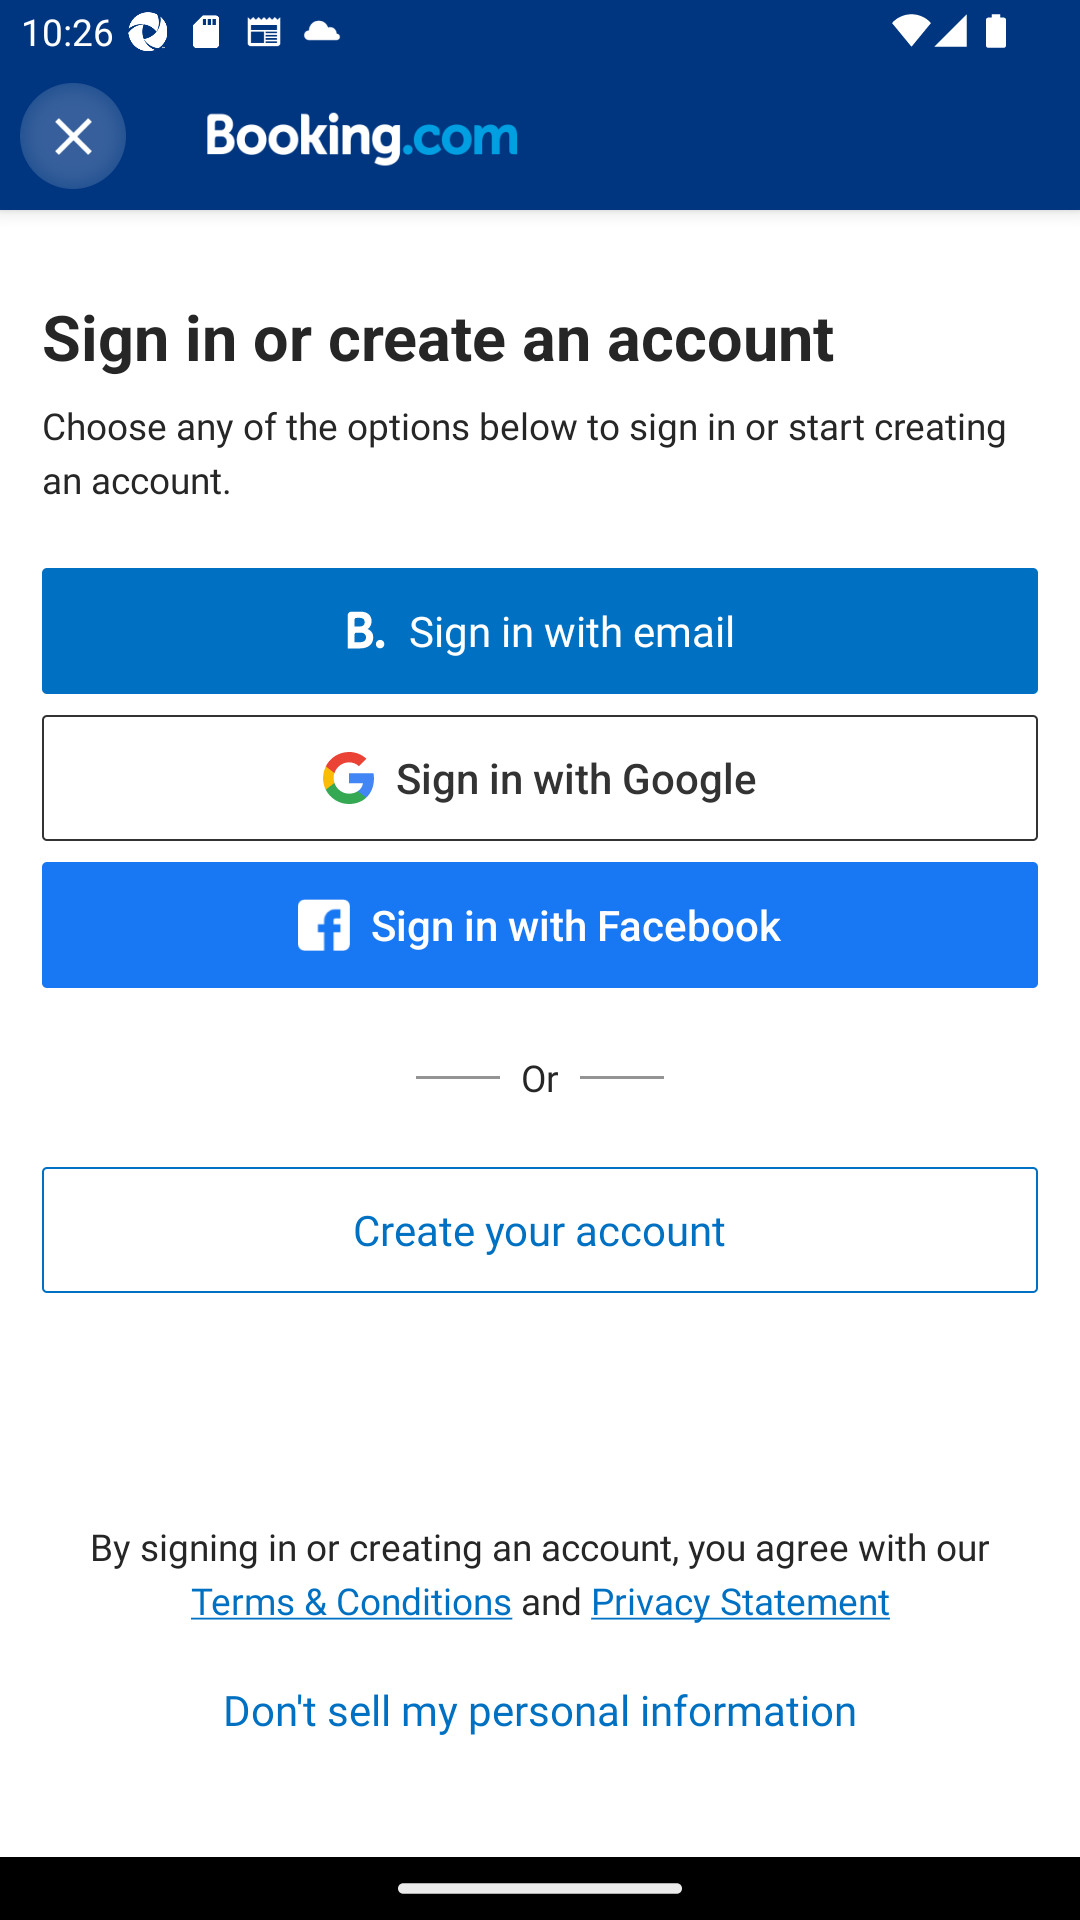 10:26
Booking.com
Sign in or create an account
Choose any of the options below to sign in or start creating
an account.
B. Sign in with email
Sign in with Google
Sign in with Facebook
Or
Create your account
By signing in or creating an account, you agree with our
Terms & Conditions and Privacy Statement
Don't sell my personal information